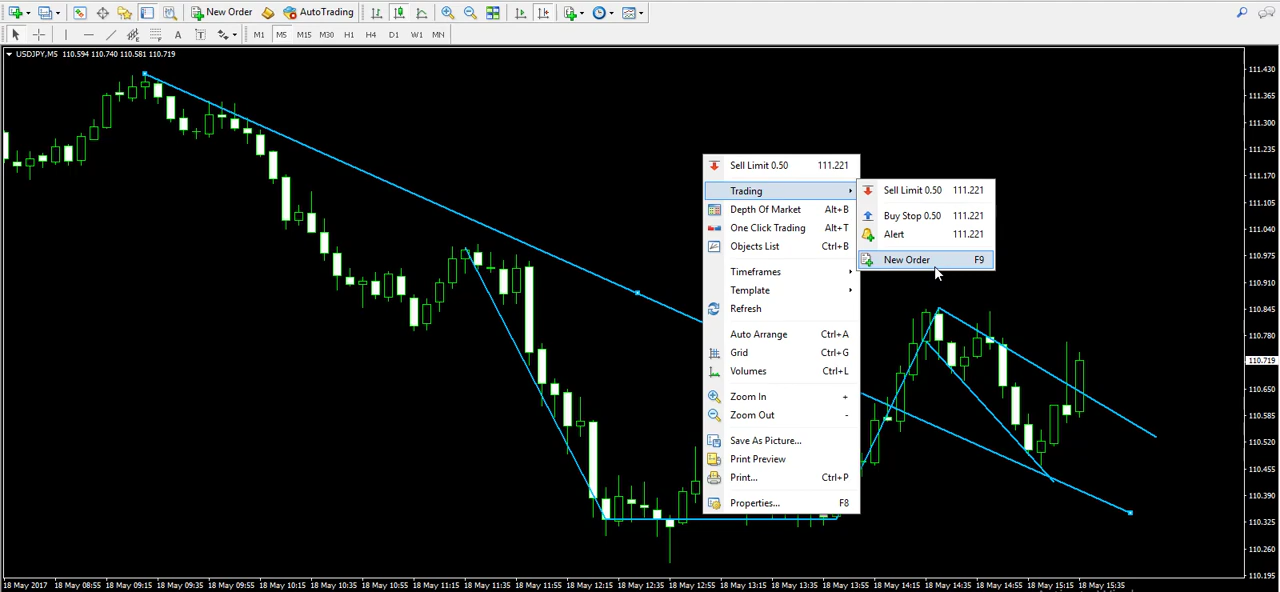 New Order
AutoTrading
A
T
M1 M5 M15 M30 H1 H4 D1 W1 MN
USDJPY,M5 110.594 110.740 110.581 110.719
Sell Limit 0.50 111.221
Trading
Depth Of Market Alt+B
One Click Trading Alt+T
Objects List Ctrl+B
Timeframes
Template
Refresh
Auto Arrange Ctrl+A
Grid Ctrl+G
Volumes Ctrl+L
Zoom In +
Zoom Out -
Save As Picture...
Print Preview
Print... Ctrl+P
Properties... F8
Sell Limit 0.50 111.221
Buy Stop 0.50 111.221
Alert 111.221
New Order F9
111.430
111.365
111.300
111.235
111.170
111.105
111.040
110.975
110.910
110.845
110.780
110.719
110.650
110.585
110.520
110.455
110.390
110.325
110.260
110.195
18 May 2017 18 May 08:55 18 May 09:15 18 May 09:35 18 May 09:55 18 May 10:15 18 May 10:35 18 May 10:55 18 May 11:15 18 May 11:35 18 May 11:55 18 May 12:15 18 May 12:35 18 May 12:55 18 May 13:15 18 May 13:35 18 May 13:55 18 May 14:15 18 May 14:35 18 May 14:55 18 May 15:15 18 May 15:35